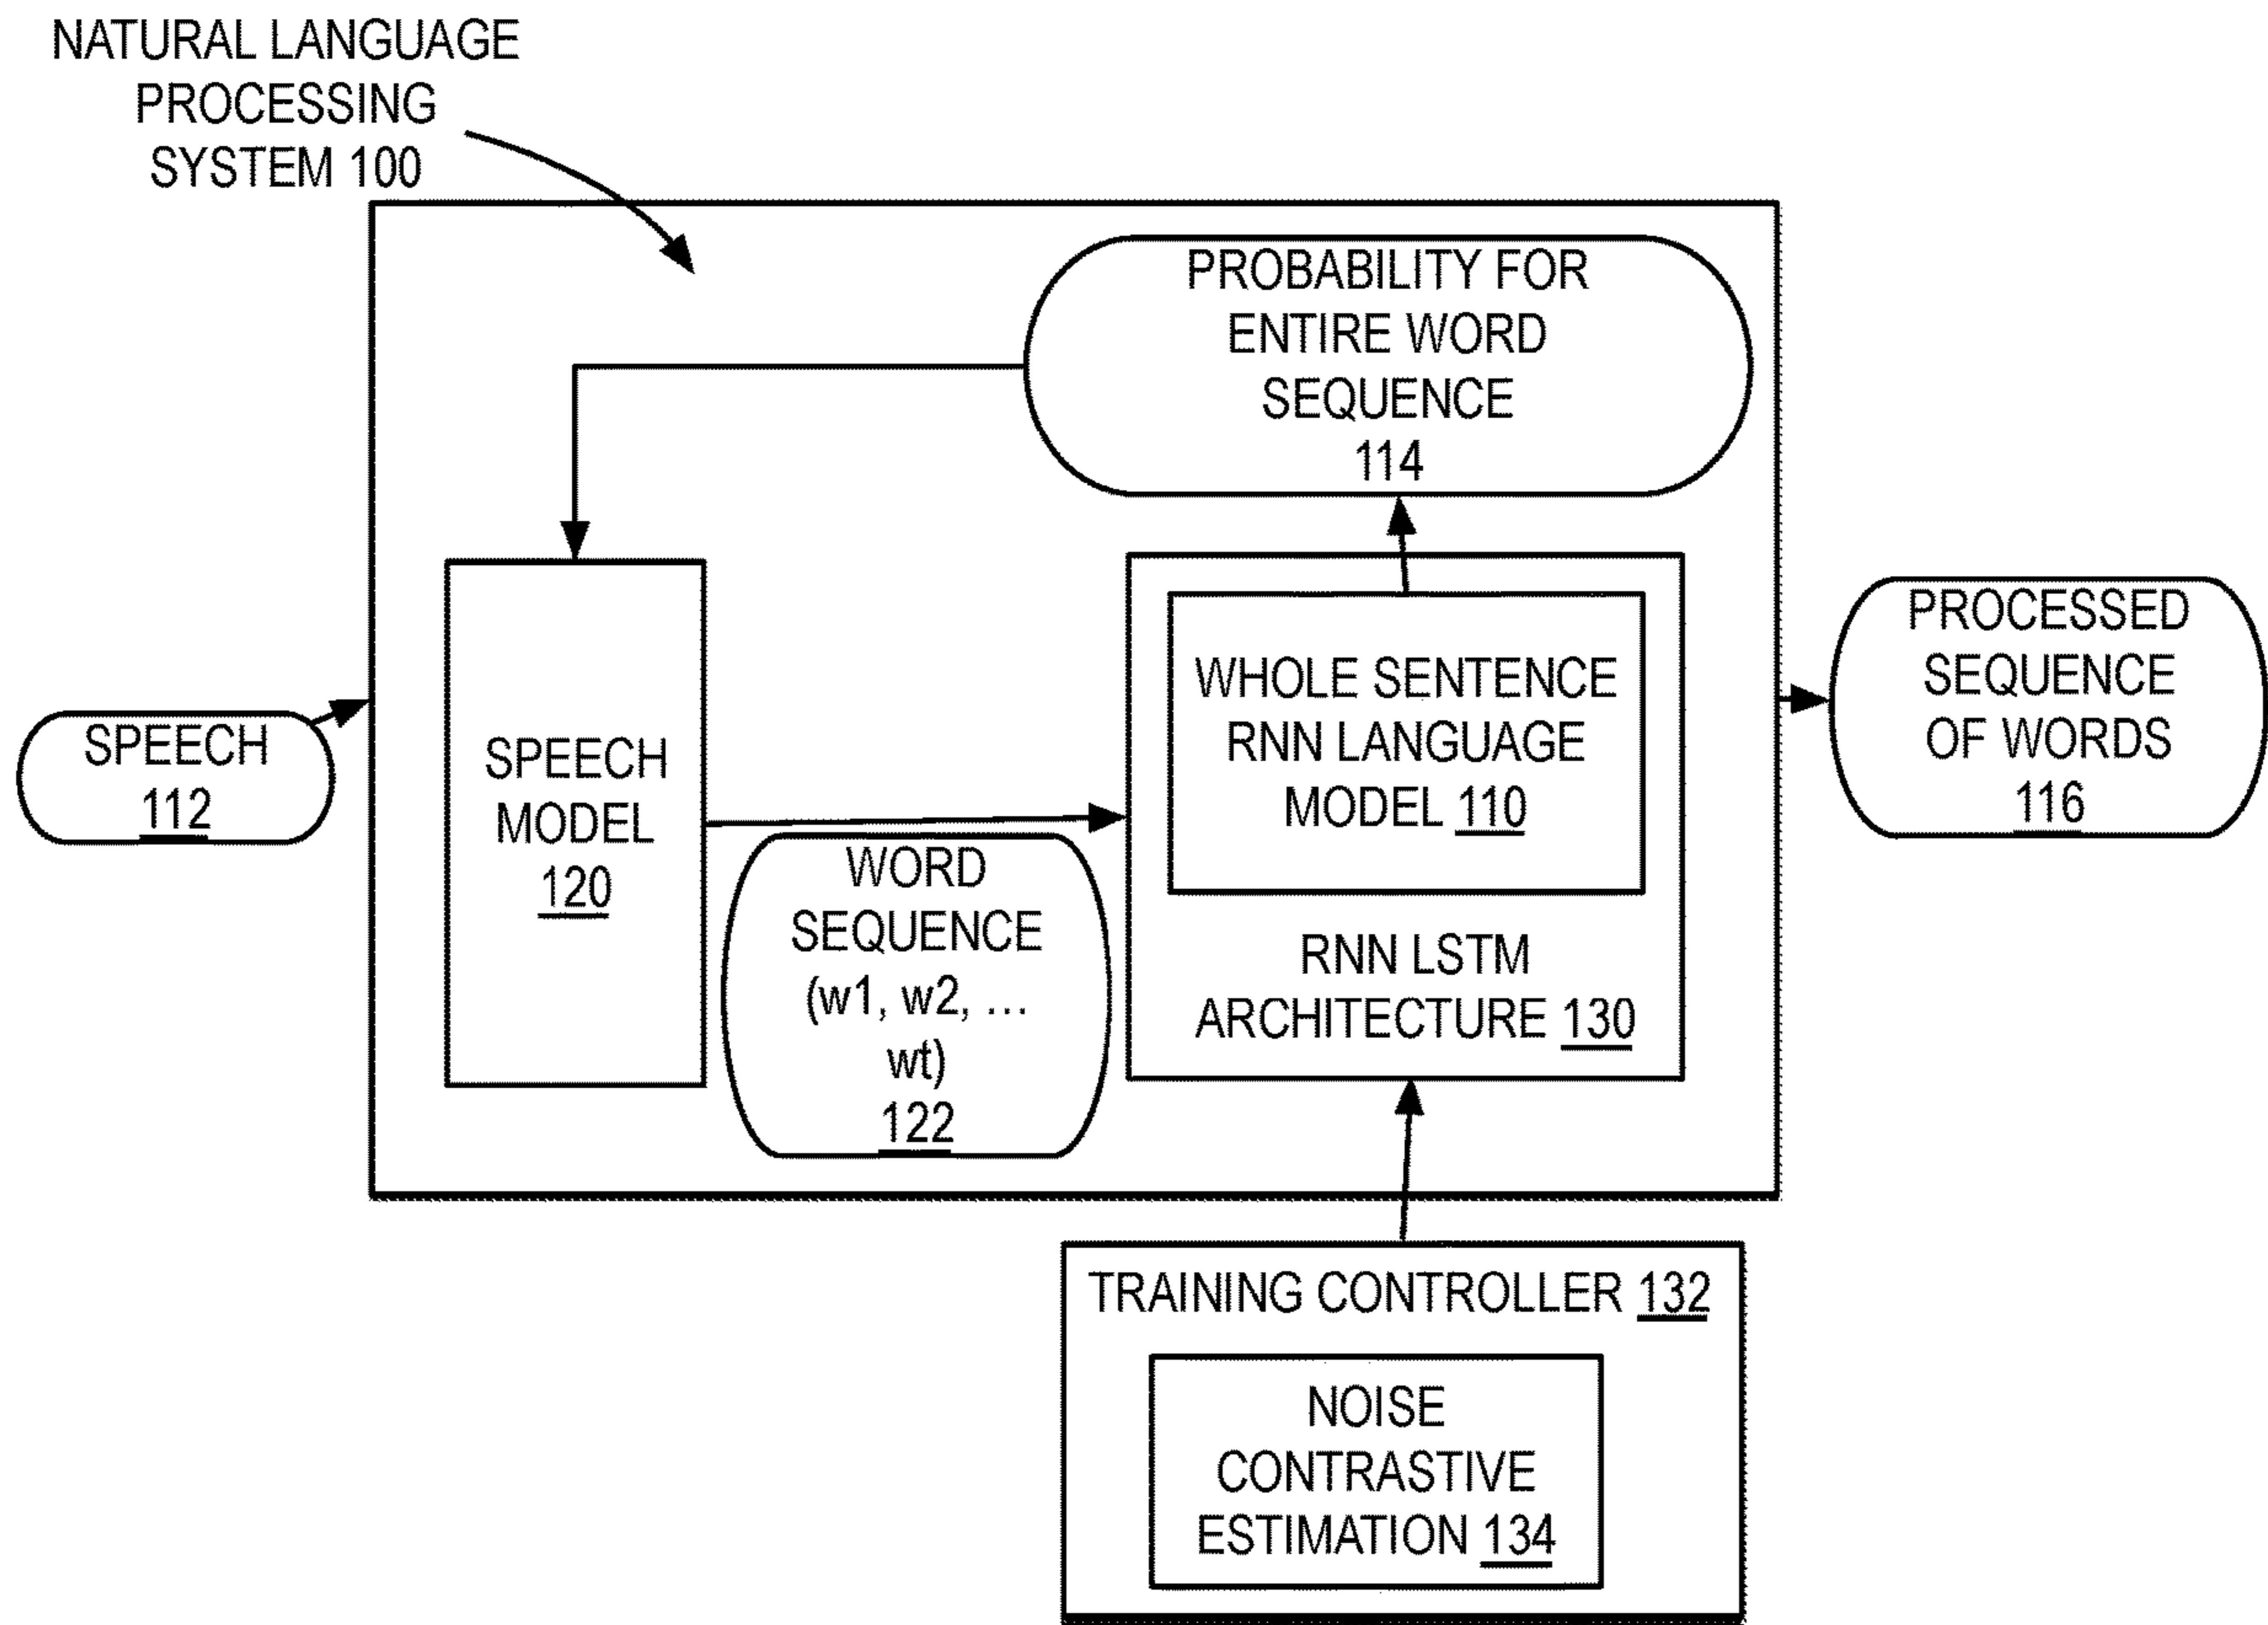 NATURAL LANGUAGE
PROCESSING
SYSTEM 100
PROBABILITY FOR
ENTIRE WORD
SEQUENCE
114
SPEECH
112
SPEECH
MODEL
120
WORD
SEQUENCE
(w1, w2, ...
wt)
122
WHOLE SENTENCE
RNN LANGUAGE
MODEL 110
RNN LSTM
ARCHITECTURE 130
PROCESSED
SEQUENCE
OF WORDS
116
TRAINING CONTROLLER 132
NOISE
CONTRASTIVE
ESTIMATION 134